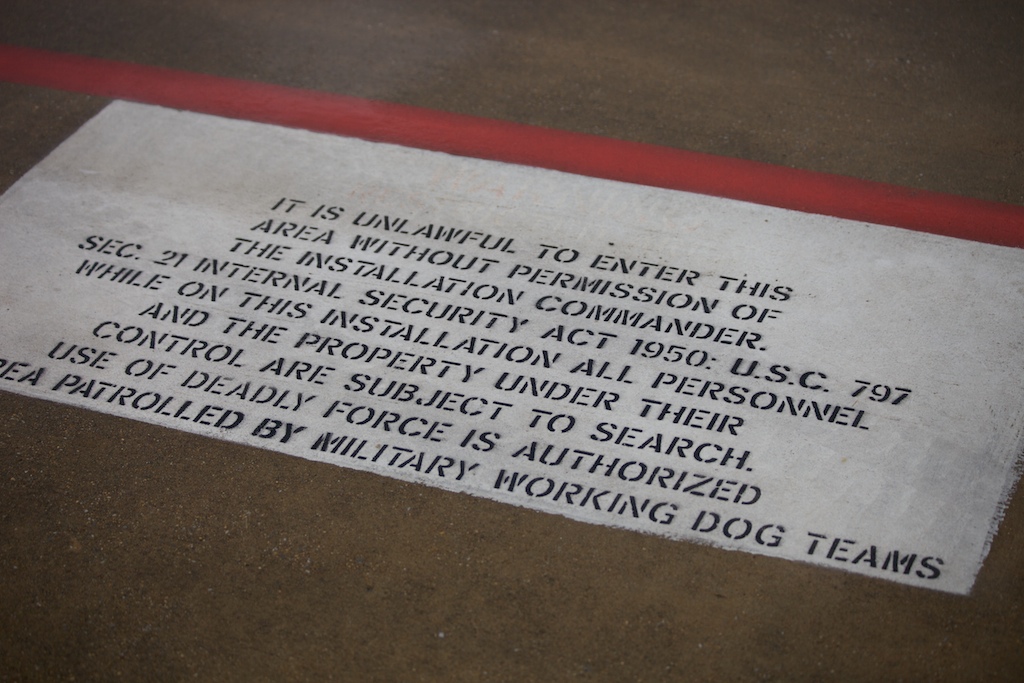 IT IS UNLAWFUL TO ENTER THIS
AREA WITHOUT PERMISSION OF
THE INSTALLATION COMMANDER.
SEC. 21 INTERNAL SECURITY ACT 1950: U.S.C. 797
WHILE ON THIS INSTALLATION ALL PERSONNEL
AND THE PROPERTY UNDER THEIR
CONTROL ARE SUBJECT TO SEARCH.
USE OF DEADLY FORCE IS AUTHORIZED
REA PATROLLED BY MILITARY WORKING DOG TEAMS